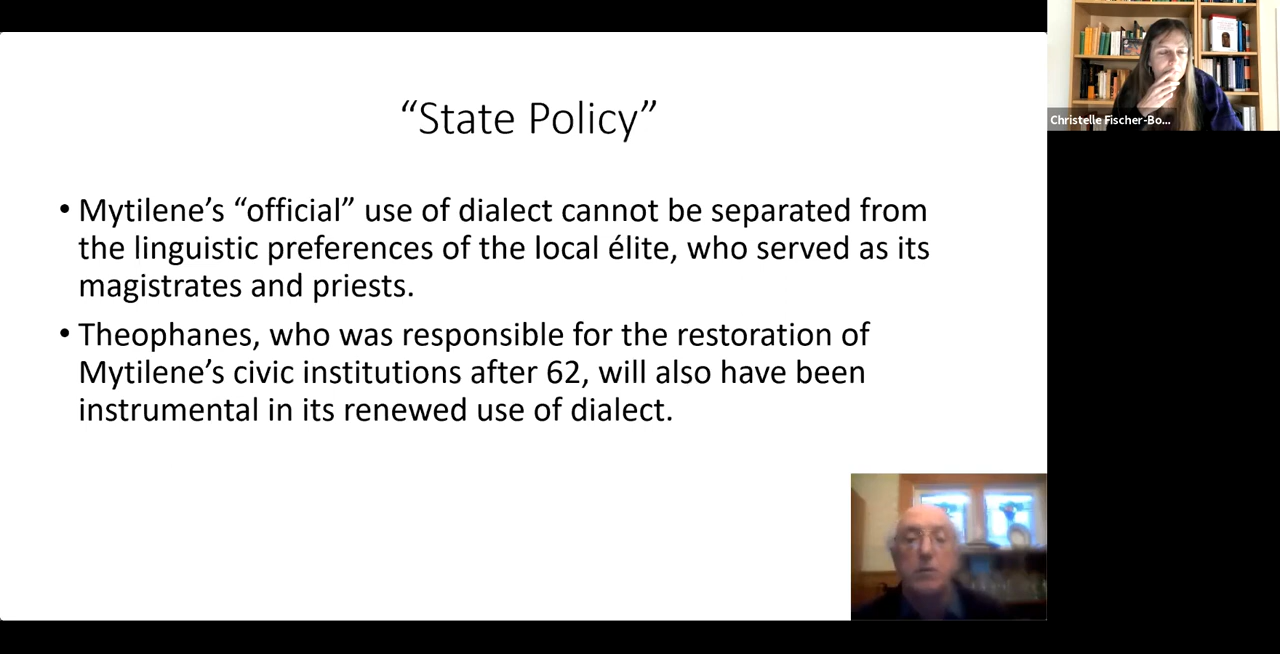 “State Policy”
• Mytilene’s “official” use of dialect cannot be separated from
the linguistic preferences of the local élite, who served as its
magistrates and priests.
• Theophanes, who was responsible for the restoration of
Mytilene’s civic institutions after 62, will also have been
instrumental in its renewed use of dialect.
Christelle Fischer-Bo...